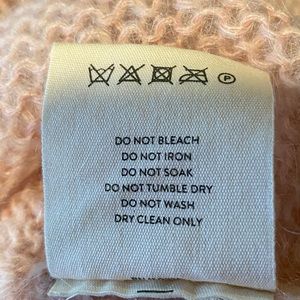 P
DO NOT BLEACH
DO NOT IRON
DO NOT SOAK
DO NOT TUMBLE DRY
DO NOT WASH
DRY CLEAN ONLY